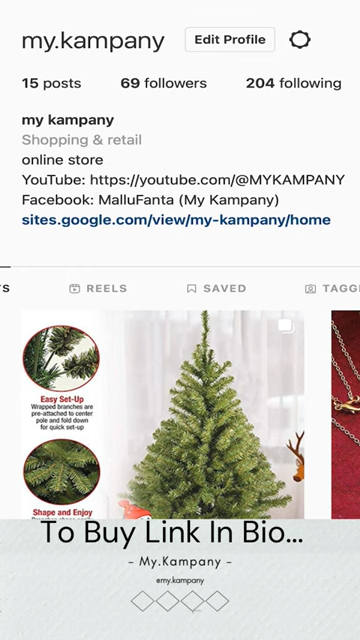 my.kampany
Edit Profile
15 posts
69 followers
204 following
my kampany
Shopping & retail
online store
YouTube: https://youtube.com/@MYKAMPANY
Facebook: MalluFanta (My Kampany)
sites.google.com/view/my-kampany/home
REELS
SAVED
Easy Set-Up
Wrapped branches are
pre-attached to center
pole and fold down
for quick set-up
Shape and Enjoy
To Buy Link In Bio...
- My.Kampany -
@my.kampany